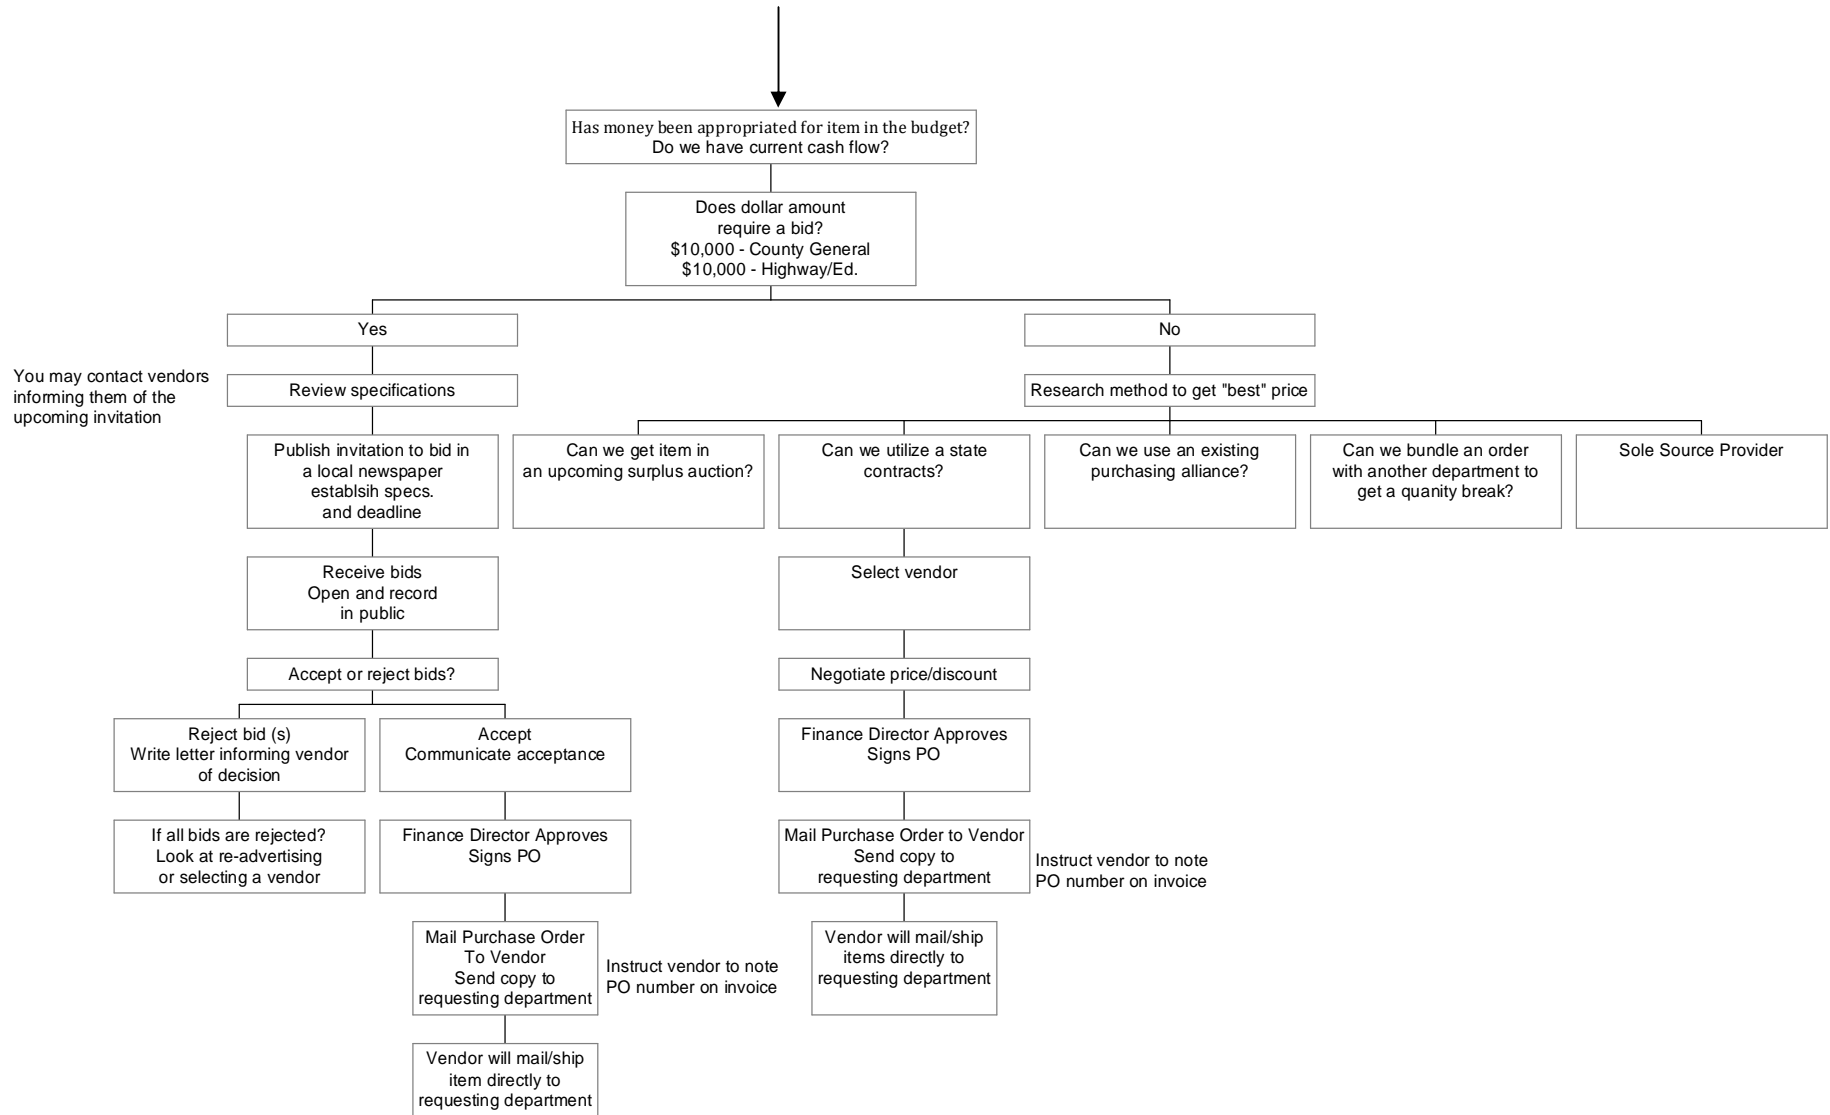 Has money been appropriated for item in the budget?
Do we have current cash flow?
Does dollar amount
require a bid?
$10,000 - County General
$10,000 - Highway/Ed.
Yes
No
You may contact vendors
informing them of the
upcoming invitation
Review specifications
Research method to get "best" price
Publish invitation to bid in
a local newspaper
establsih specs.
and deadline
Can we get item in
an upcoming surplus auction?
Can we utilize a state
contracts?
Can we use an existing
purchasing alliance?
Can we bundle an order
with another department to
get a quanity break?
Sole Source Provider
Receive bids
Open and record
in public
Select vendor
Accept or reject bids?
Negotiate price/discount
Reject bid (s)
Write letter informing vendor
of decision
Accept
Communicate acceptance
Finance Director Approves
Signs PO
If all bids are rejected?
Look at re-advertising
or selecting a vendor
Finance Director Approves
Signs PO
Mail Purchase Order to Vendor
Send copy to
requesting department
Instruct vendor to note
PO number on invoice
Mail Purchase Order
To Vendor
Send copy to
requesting department
Instruct vendor to note
PO number on invoice
Vendor will mail/ship
items directly to
requesting department
Vendor will mail/ship
item directly to
requesting department